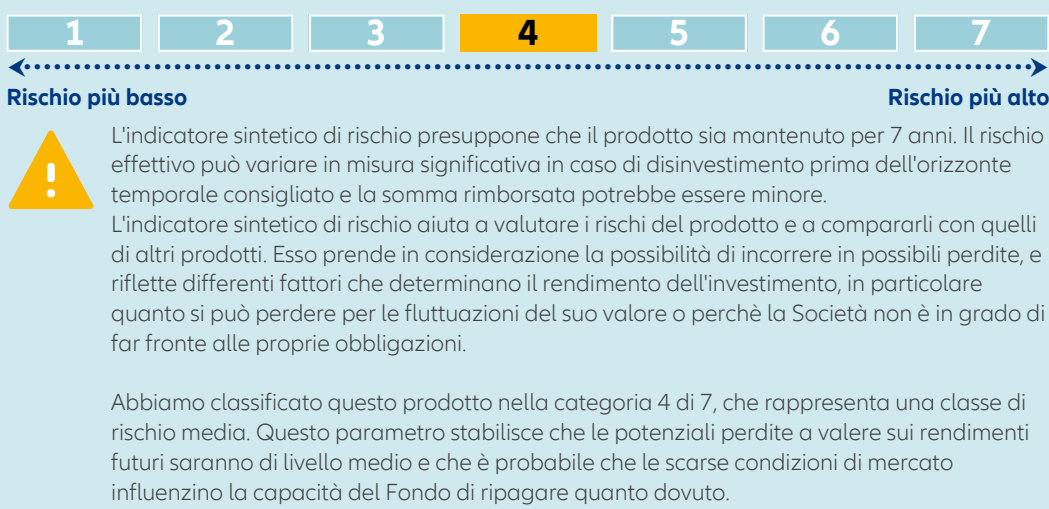 1 2 3 4 5 6 7
Rischio più basso Rischio più alto
L'indicatore sintetico di rischio presuppone che il prodotto sia mantenuto per 7 anni. Il rischio
effettivo può variare in misura significativa in caso di disinvestimento prima dell'orizzonte
temporale consigliato e la somma rimborsata potrebbe essere minore.
L'indicatore sintetico di rischio aiuta a valutare i rischi del prodotto e a compararli con quelli
di altri prodotti. Esso prende in considerazione la possibilità di incorrere in possibili perdite, e
riflette differenti fattori che determinano il rendimento dell'investimento, in particolare
quanto si può perdere per le fluttuazioni del suo valore o perchè la Società non è in grado di
far fronte alle proprie obbligazioni.
Abbiamo classificato questo prodotto nella categoria 4 di 7, che rappresenta una classe di
rischio media. Questo parametro stabilisce che le potenziali perdite a valere sui rendimenti
futuri saranno di livello medio e che è probabile che le scarse condizioni di mercato
influenzino la capacità del Fondo di ripagare quanto dovuto.